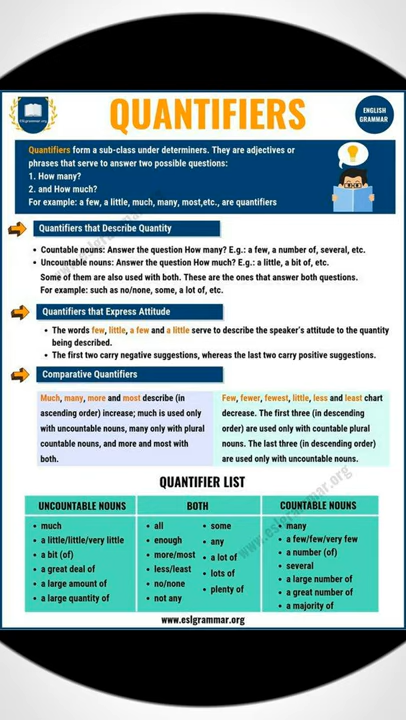 eslgrammar.org
QUANTIFIERS
ENGLISH
GRAMMAR
Quantifiers form a sub-class under determiners. They are adjectives or
phrases that serve to answer two possible questions:
1. How many?
2. and How much?
For example: a few, a little, much, many, most,etc., are quantifiers
Quantifiers that Describe Quantity
• Countable nouns: Answer the question How many? E.g.: a few, a number of, several, etc.
• Uncountable nouns: Answer the question How much? E.g.: a little, a bit of, etc.
Some of them are also used with both. These are the ones that answer both questions.
For example: such as no/none, some, a lot of, etc.
Quantifiers that Express Attitude
• The words few, little, a few and a little serve to describe the speaker's attitude to the quantity
being described.
• The first two carry negative suggestions, whereas the last two carry positive suggestions.
Comparative Quantifiers
Much, many, more and most describe (in
ascending order) increase; much is used only
with uncountable nouns, many only with plural
countable nouns, and more and most with
both.
Few, fewer, fewest, little, less and least chart
decrease. The first three (in descending
order) are used only with countable plural
nouns. The last three (in descending order)
are used only with uncountable nouns.
QUANTIFIER LIST
UNCOUNTABLE NOUNS
• much
• a little/little/very little
• a bit (of)
• a great deal of
• a large amount of
• a large quantity of
BOTH
• all
• enough
• more/most
• less/least
• no/none
• not any
• some
• any
• a lot of
• lots of
• plenty of
COUNTABLE NOUNS
• many
• a few/few/very few
• a number (of)
• several
• a large number of
• a great number of
• a majority of
www.eslgrammar.org
www.eslgrammar.org
www.eslgrammar.org